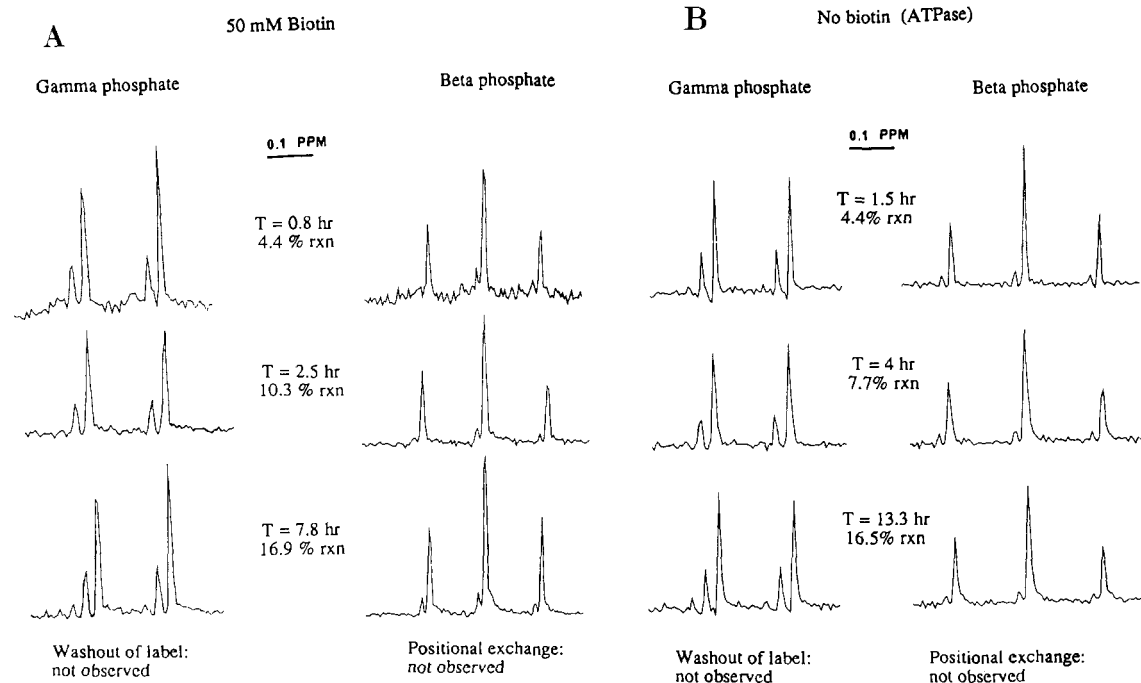 A
50 mM Biotin
Gamma phosphate
Beta phosphate
0.1 PPM
T = 0.8 hr
4.4 % rxn
T = 2.5 hr
10.3 % rxn
T = 7.8 hr
16.9 % rxn
Washout of label:
not observed
Positional exchange:
not observed
B
No biotin (ATPase)
Gamma phosphate
Beta phosphate
0.1 PPM
T = 1.5 hr
4.4% rxn
T = 4 hr
7.7% rxn
T = 13.3 hr
16.5% rxn
Washout of label:
not observed
Positional exchange:
not observed